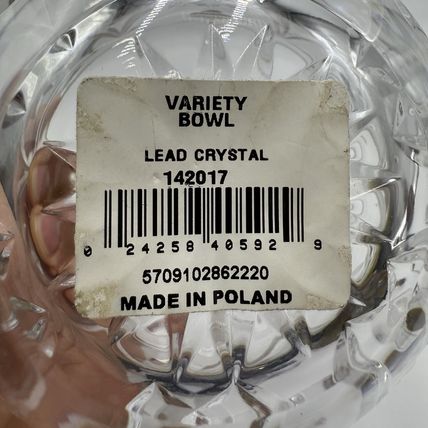 VARIETY
BOWL
LEAD CRYSTAL
142017
0 24258 40592 9
5709102862220
MADE IN POLAND